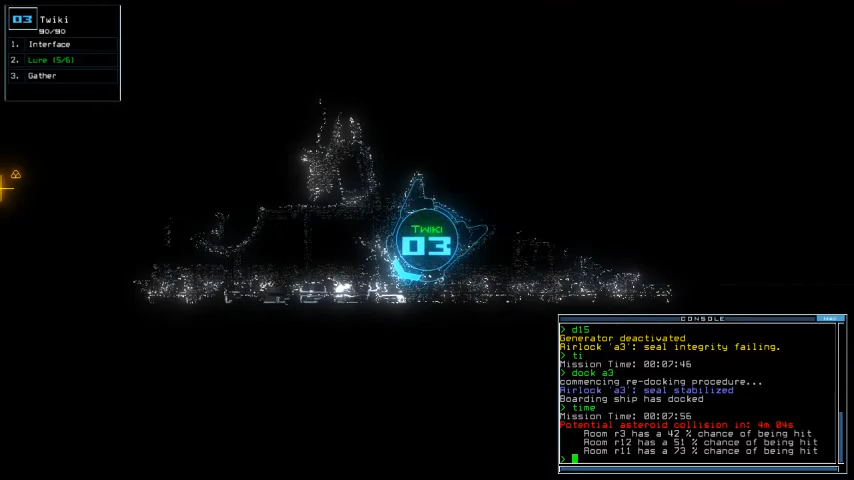 03 Twiki
90/90
1. Interface
2. Lure (5/6)
3. Gather
TWIKI
03
CONSOLE
> d15
Generator deactivated
Airlock 'a3': seal integrity failing.
> ti
Mission Time: 00:07:46
> dock a3
commencing re-docking procedure...
Airlock 'a3': seal stabilized
Boarding ship has docked
> time
Mission Time: 00:07:56
Potential asteroid collision in: 4m 04s
Room r3 has a 42 % chance of being hit
Room r12 has a 51 % chance of being hit
Room r11 has a 73 % chance of being hit
>